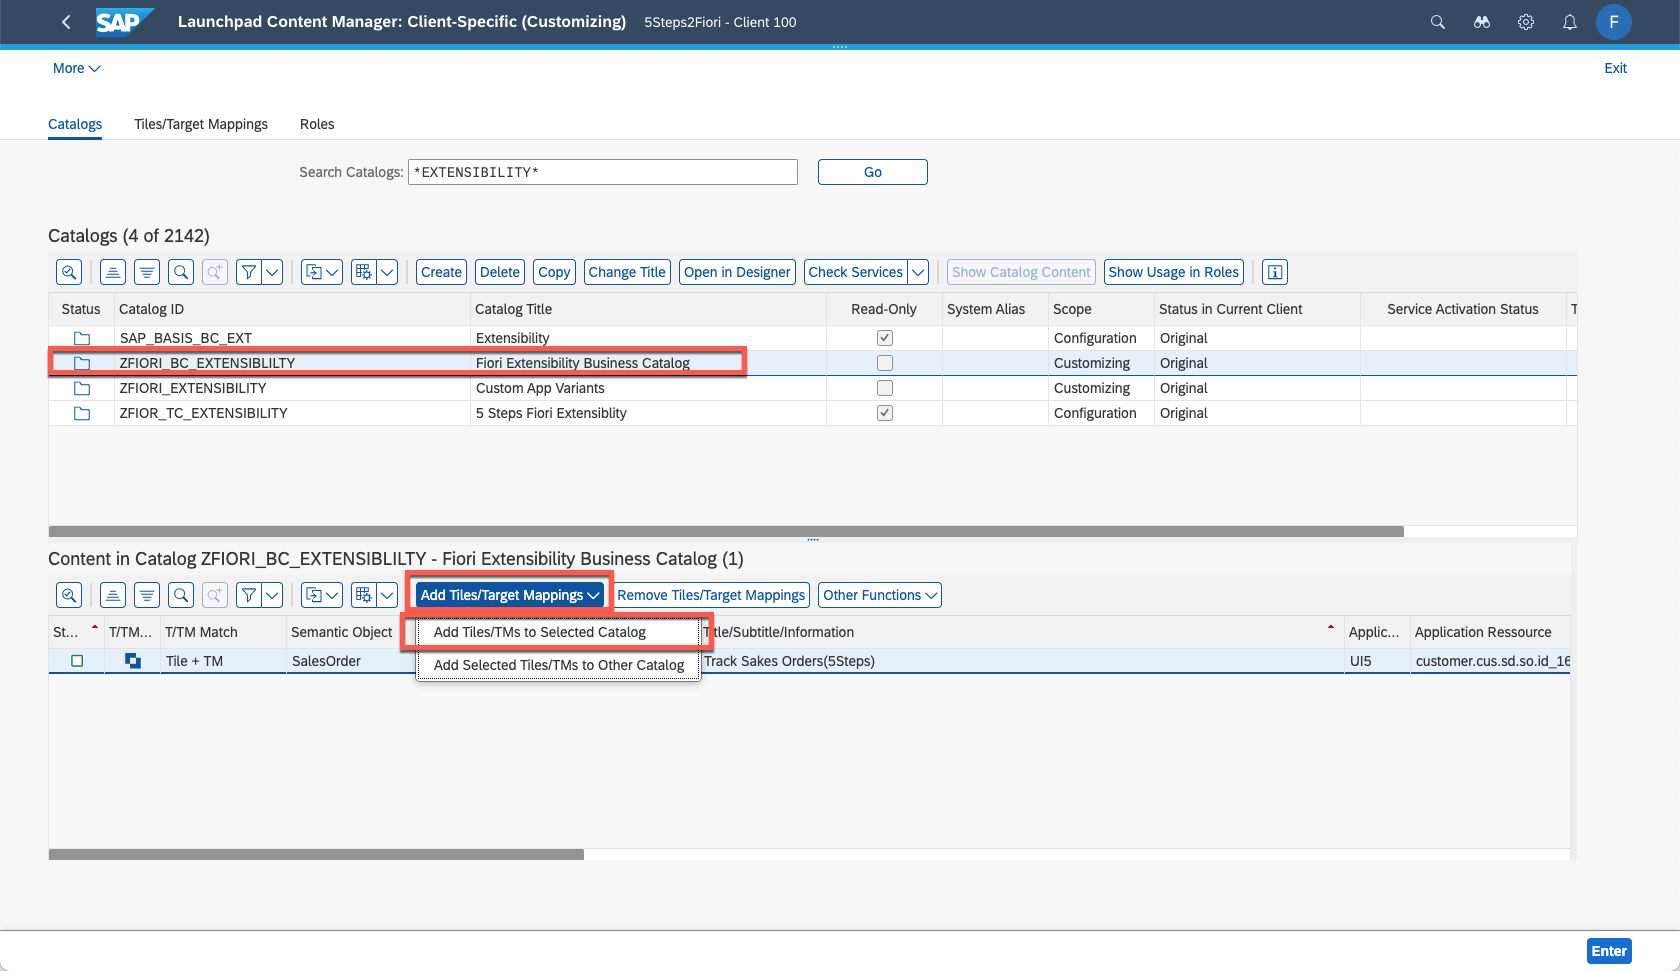 SAP Launchpad Content Manager: Client-Specific (Customizing) 5Steps2Fiori - Client 100 F
More Exit
Catalogs Tiles/Target Mappings Roles
Search Catalogs: *EXTENSIBILITY* Go
Catalogs (4 of 2142)
Create Delete Copy Change Title Open in Designer Check Services Show Catalog Content Show Usage in Roles
Status Catalog ID Catalog Title Read-Only System Alias Scope Status in Current Client Service Activation Status T
SAP_BASIS_BC_EXT Extensibility Configuration Original
ZFIORI_BC_EXTENSIBLILTY Fiori Extensibility Business Catalog Customizing Original
ZFIORI_EXTENSIBILITY Custom App Variants Customizing Original
ZFIOR_TC_EXTENSIBILITY 5 Steps Fiori Extensiblity Configuration Original
Content in Catalog ZFIORI_BC_EXTENSIBLILTY - Fiori Extensibility Business Catalog (1)
Add Tiles/Target Mappings Remove Tiles/Target Mappings Other Functions
St... T/TM... T/TM Match Semantic Object Add Tiles/TMs to Selected Catalog Title/Subtitle/Information Applic... Application Ressource
Tile + TM SalesOrder Add Selected Tiles/TMs to Other Catalog Track Sakes Orders(5Steps) UI5 customer.cus.sd.so.id_16
Enter